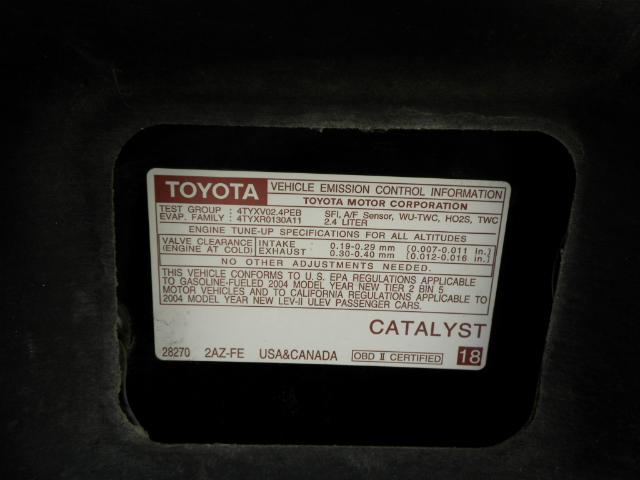 TOYOTA VEHICLE EMISSION CONTROL INFORMATION
TOYOTA MOTOR CORPORATION
TEST GROUP : 4TYXV02.4PEB SFI, A/F Sensor, WU-TWC, HO2S, TWC
EVAP. FAMILY : 4TYXR0130A11 2.4 LITER
ENGINE TUNE-UP SPECIFICATIONS FOR ALL ALTITUDES
VALVE CLEARANCE INTAKE 0.19-0.29 mm [0.007-0.011 in.]
(ENGINE AT COLD) EXHAUST 0.30-0.40 mm [0.012-0.016 in.]
NO OTHER ADJUSTMENTS NEEDED.
THIS VEHICLE CONFORMS TO U.S. EPA REGULATIONS APPLICABLE
TO GASOLINE-FUELED 2004 MODEL YEAR NEW TIER 2 BIN 5
MOTOR VEHICLES AND TO CALIFORNIA REGULATIONS APPLICABLE TO
2004 MODEL YEAR NEW LEV-II ULEV PASSENGER CARS.
CATALYST
28270 2AZ-FE USA&CANADA OBD II CERTIFIED 18